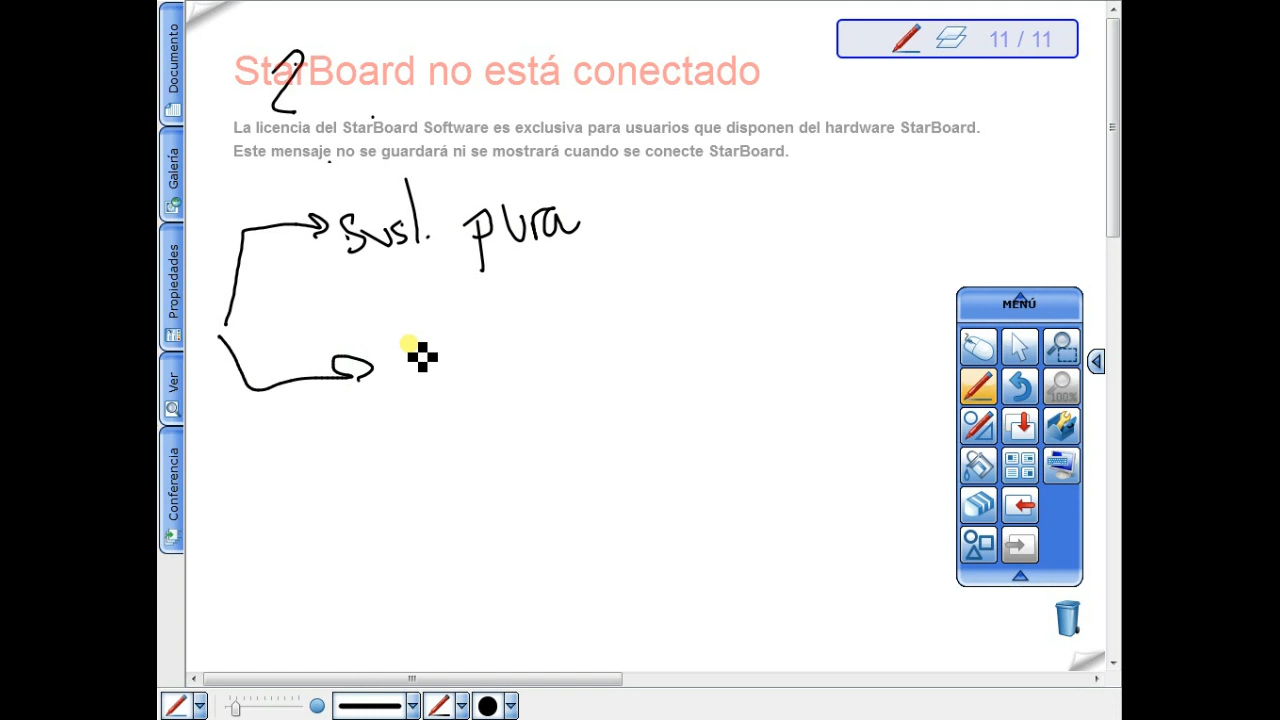 Documento
Galería
Propiedades
Ver
Conferencia
11 / 11
StarBoard no está conectado
2
La licencia del StarBoard Software es exclusiva para usuarios que disponen del hardware StarBoard.
Este mensaje no se guardará ni se mostrará cuando se conecte StarBoard.
sust. pura
MENÚ
100%